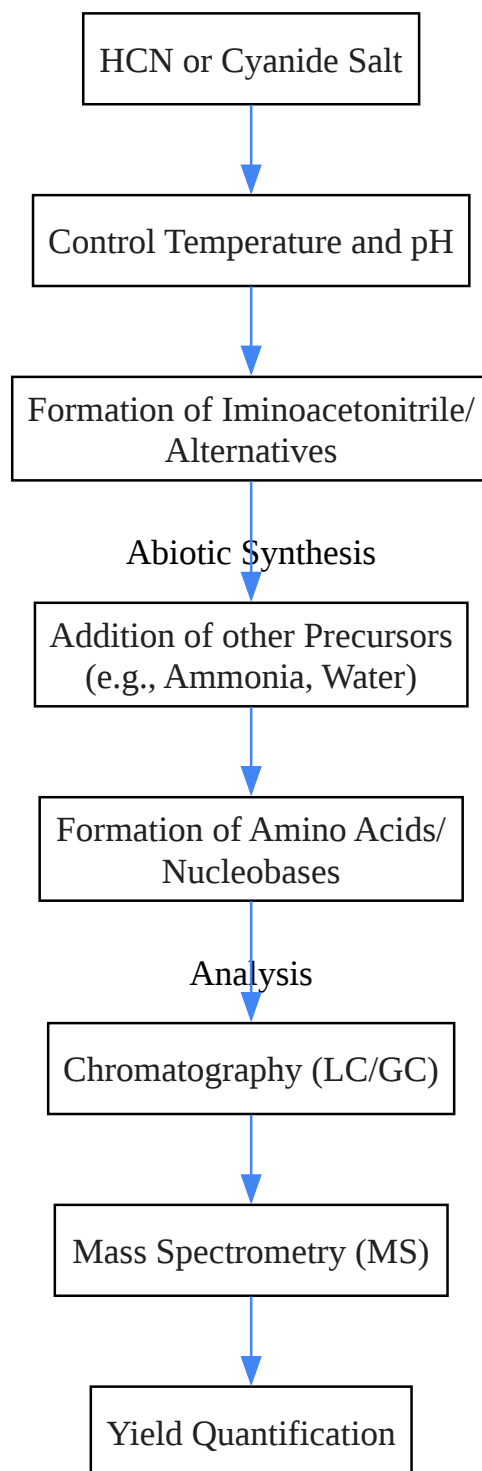 HCN or Cyanide Salt
Control Temperature and pH
Formation of Iminoacetonitrile/
Alternatives
Abiotic Synthesis
Addition of other Precursors
(e.g., Ammonia, Water)
Formation of Amino Acids/
Nucleobases
Analysis
Chromatography (LC/GC)
Mass Spectrometry (MS)
Yield Quantification